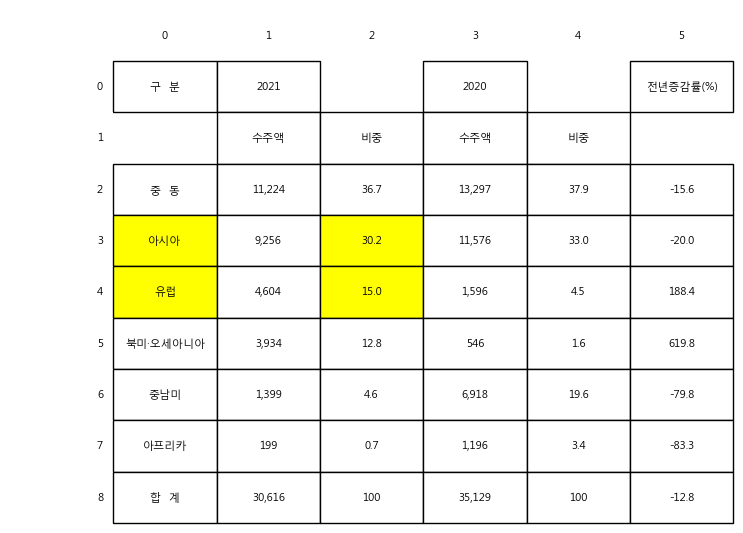 0 1 2 3 4 5
0 구 분 2021 2020 전년증감률(%)
1 수주액 비중 수주액 비중
2 중 동 11,224 36.7 13,297 37.9 -15.6
3 아시아 9,256 30.2 11,576 33.0 -20.0
4 유럽 4,604 15.0 1,596 4.5 188.4
5 북미·오세아니아 3,934 12.8 546 1.6 619.8
6 중남미 1,399 4.6 6,918 19.6 -79.8
7 아프리카 199 0.7 1,196 3.4 -83.3
8 합 계 30,616 100 35,129 100 -12.8